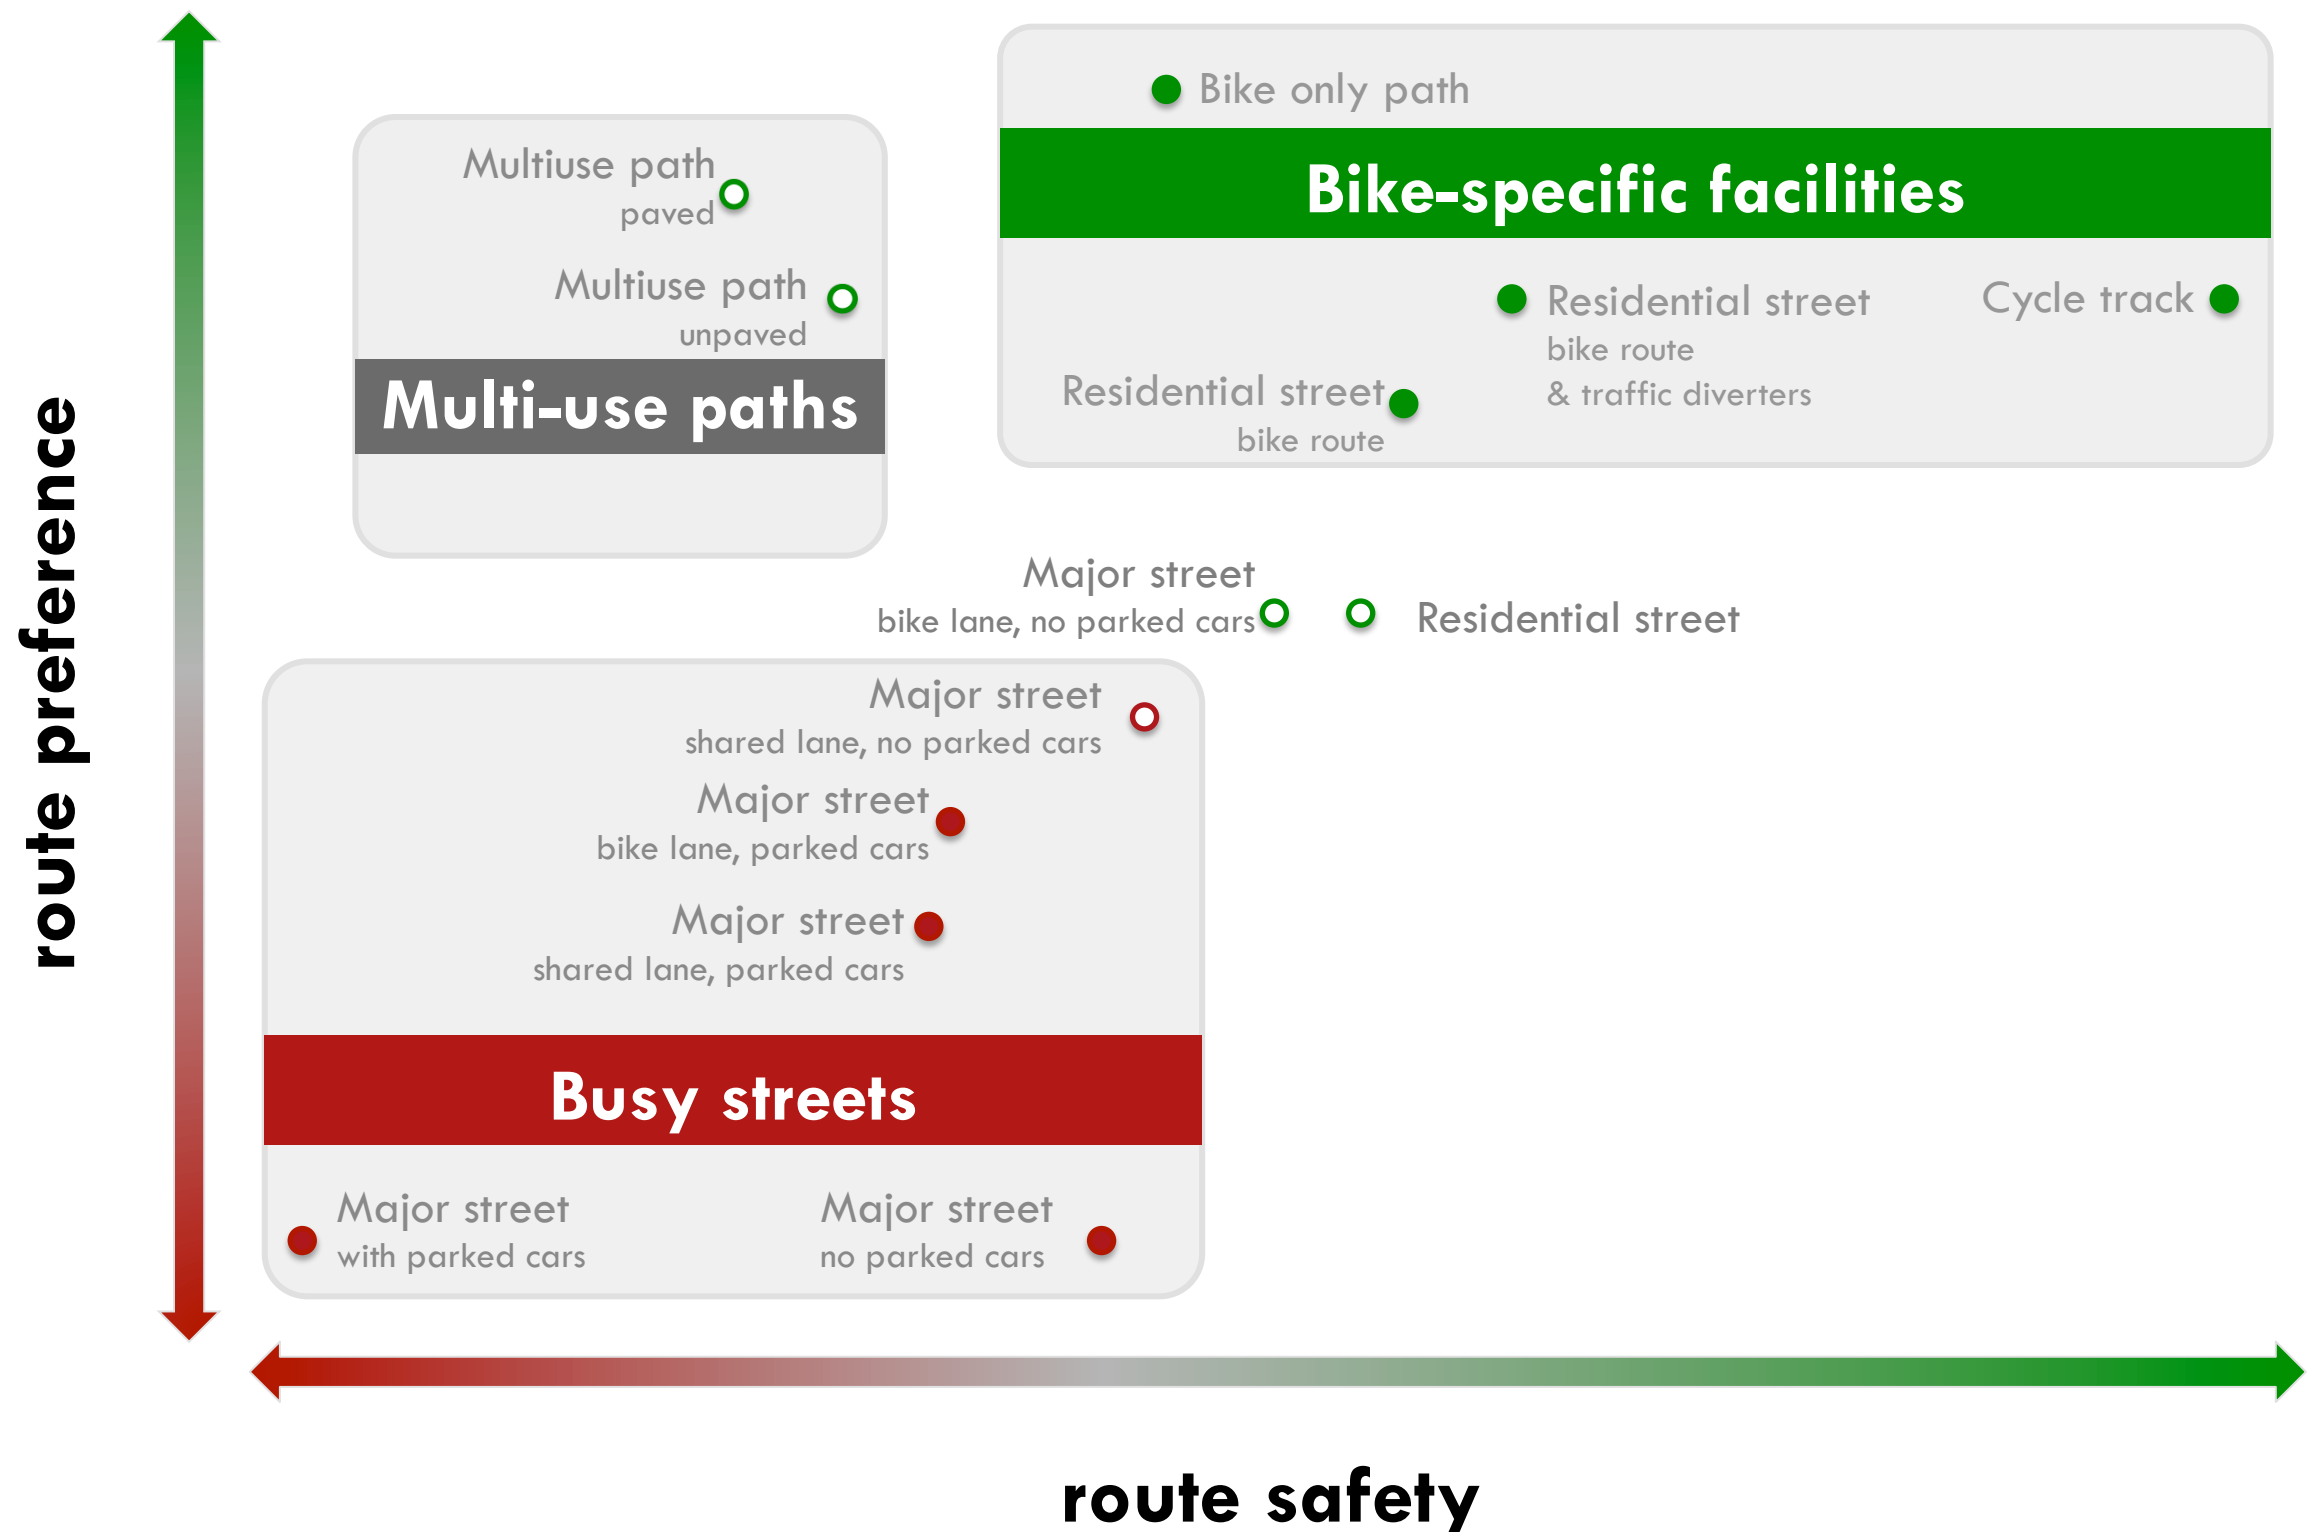 route preference
Bike only path
Bike-specific facilities
Multiuse path
paved
Multiuse path
unpaved
Multi-use paths
Residential street
bike route
& traffic diverters
Cycle track
Residential street
bike route
Major street
bike lane, no parked cars
Residential street
Major street
shared lane, no parked cars
Major street
bike lane, parked cars
Major street
shared lane, parked cars
Busy streets
Major street
with parked cars
Major street
no parked cars
route safety